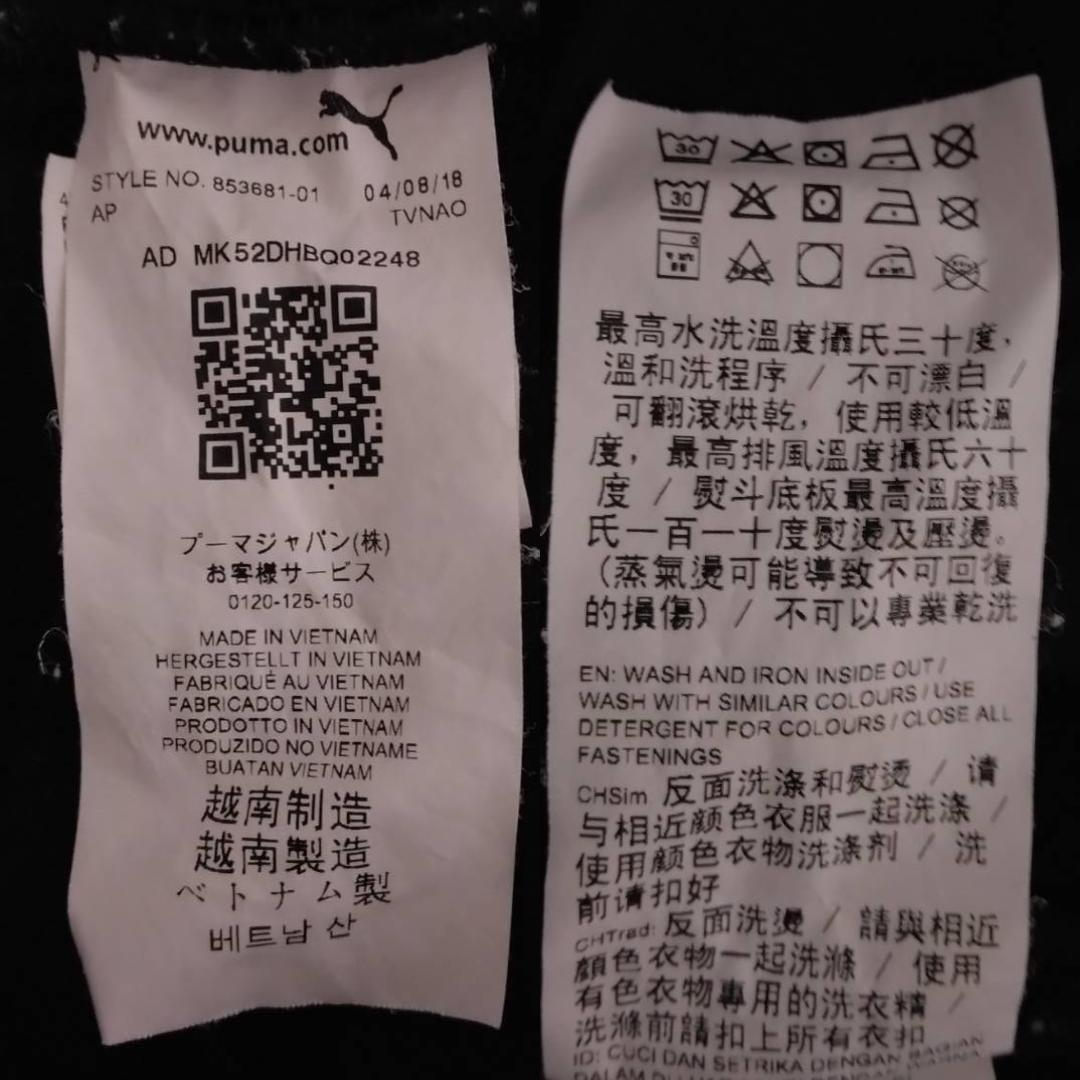 www.puma.com
STYLE NO. 853681-01 04/08/18
AP TVNAO
AD MK52DHBQ02248
プーマジャパン(株)
お客様サービス
0120-125-150
MADE IN VIETNAM
HERGESTELLT IN VIETNAM
FABRIQUÉ AU VIETNAM
FABRICADO EN VIETNAM
PRODOTTO IN VIETNAM
PRODUZIDO NO VIETNAME
BUATAN VIETNAM
越南制造
越南製造
ベトナム製
베트남 산
30
30
最高水洗溫度攝氏三十度,
溫和洗程序 / 不可漂白 /
可翻滾烘乾, 使用較低溫
度, 最高排風溫度攝氏六十
度 / 熨斗底板最高溫度攝
氏一百一十度熨燙及壓燙。
(蒸氣燙可能導致不可回復
的損傷) / 不可以專業乾洗
EN: WASH AND IRON INSIDE OUT /
WASH WITH SIMILAR COLOURS / USE
DETERGENT FOR COLOURS / CLOSE ALL
FASTENINGS
CHSim 反面洗涤和熨烫 / 请
与相近颜色衣服一起洗涤 /
使用颜色衣物洗涤剂 / 洗
前请扣好
CHTrad: 反面洗燙 / 請與相近
顏色衣物一起洗滌 / 使用
有色衣物專用的洗衣精 /
洗滌前請扣上所有衣扣
ID: CUCI DAN SETRIKA DENGAN BAGIAN
DALAM